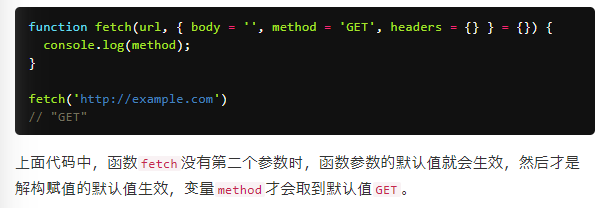 function fetch(url, { body = '', method = 'GET', headers = {} } = {}) {
  console.log(method);
}
fetch('http://example.com')
// "GET"
上面代码中，函数fetch没有第二个参数时，函数参数的默认值就会生效，然后才是
解构赋值的默认值生效，变量method才会取到默认值GET。